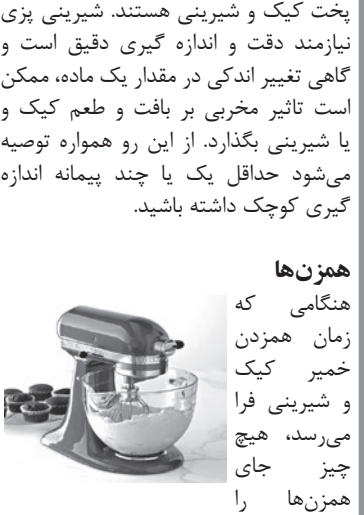 پخت کیک و شیرینی هستند. شیرینی پزی
نیازمند دقت و اندازه گیری دقیق است و
گاهی تغییر اندکی در مقدار یک ماده، ممکن
است تاثیر مخربی بر بافت و طعم کیک و
یا شیرینی بگذارد. از این رو همواره توصیه
می‌شود حداقل یک یا چند پیمانه اندازه
گیری کوچک داشته باشید.
همزن‌ها
هنگامی که
زمان همزدن
خمیر کیک
و شیرینی فرا
می‌رسد، هیچ
چیز جای
همزن‌ها را